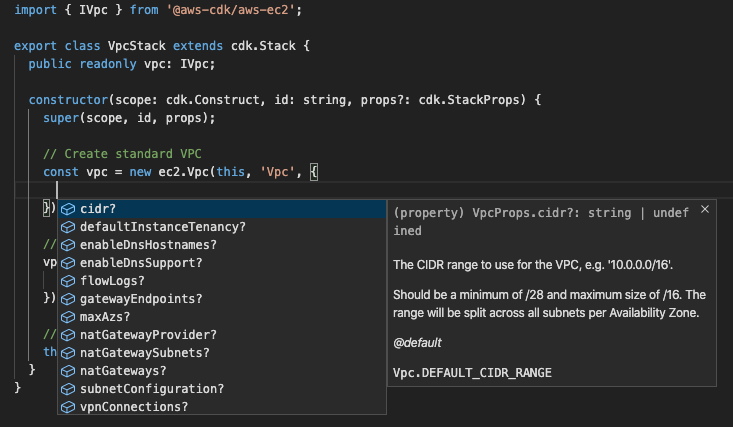 import { IVpc } from '@aws-cdk/aws-ec2';
export class VpcStack extends cdk.Stack {
public readonly vpc: IVpc;
constructor(scope: cdk.Construct, id: string, props?: cdk.StackProps) {
super(scope, id, props);
// Create standard VPC
const vpc = new ec2.Vpc(this, 'Vpc', {
})
//
vp
})
//
th
}
}
cidr?
defaultInstanceTenancy?
enableDnsHostnames?
enableDnsSupport?
flowLogs?
gatewayEndpoints?
maxAzs?
natGatewayProvider?
natGatewaySubnets?
natGateways?
subnetConfiguration?
vpnConnections?
(property) VpcProps.cidr?: string | undef
ined
The CIDR range to use for the VPC, e.g. '10.0.0.0/16'.
Should be a minimum of /28 and maximum size of /16. The
range will be split across all subnets per Availability Zone.
@default
Vpc.DEFAULT_CIDR_RANGE